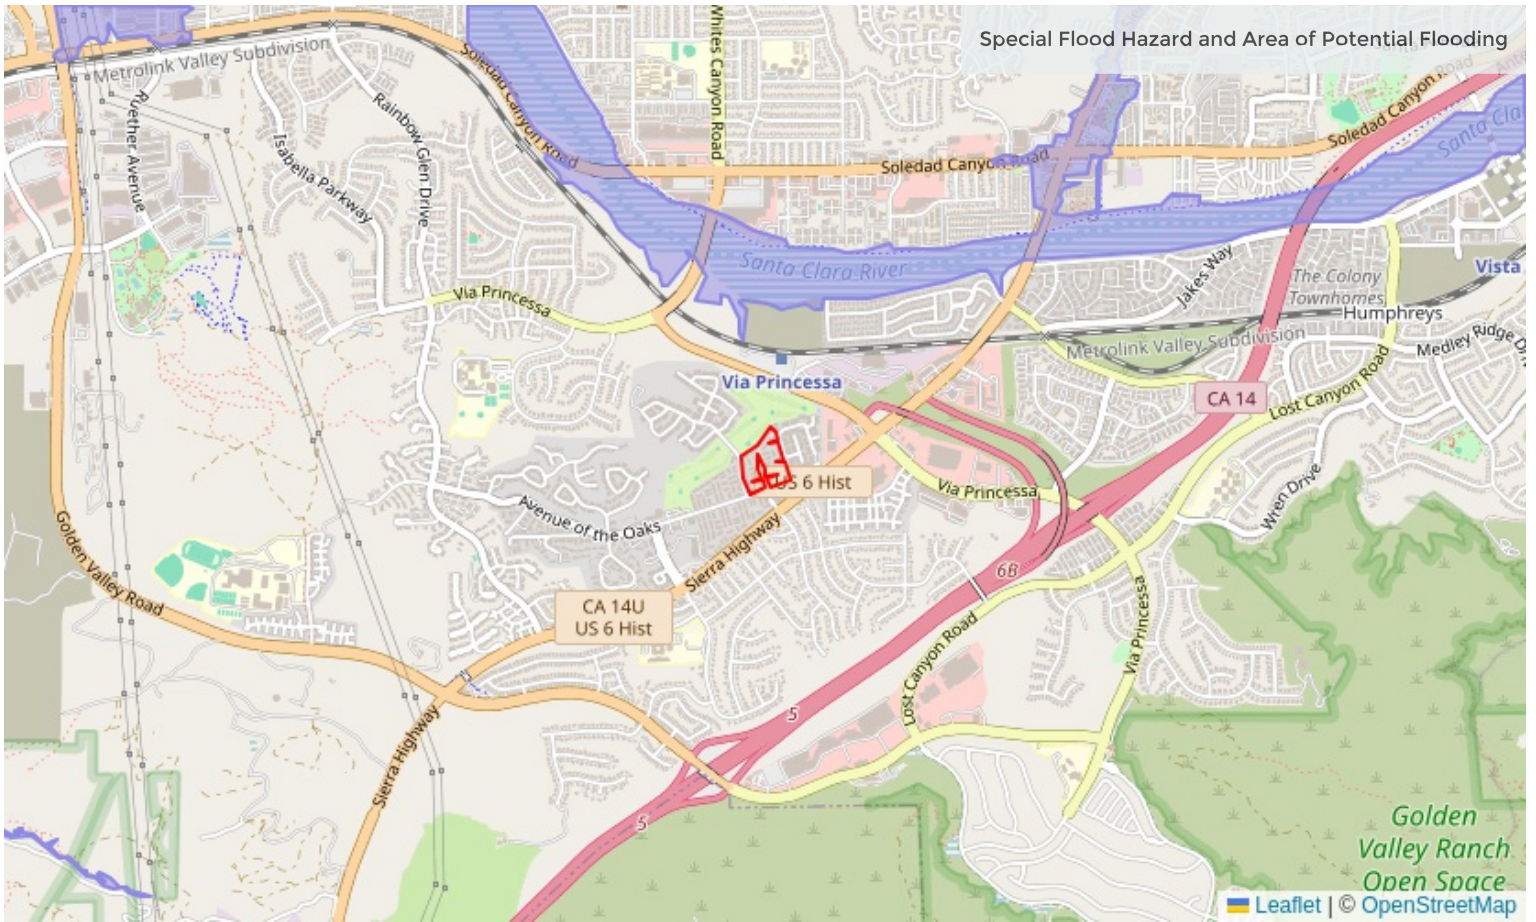 Special Flood Hazard and Area of Potential Flooding
Metrolink Valley Subdivision
Soledad Canyon Road
Whites Canyon Road
Soledad Canyon Road
Soledad Canyon Road
Ruether Avenue
Isabella Parkway
Rainbow Glen Drive
Santa Clara River
Santa Cla
Jakes Way
The Colony
Townhomes
Vista
Via Princessa
Humphreys
Metrolink Valley Subdivision
Medley Ridge Dr
Via Princessa
CA 14
Lost Canyon Road
US 6 Hist
Via Princessa
Wren Drive
Avenue of the Oaks
Sierra Highway
Golden Valley Road
6B
CA 14U
US 6 Hist
Lost Canyon Road
Via Princessa
5
Sierra Highway
5
Golden
Valley Ranch
Open Space
Leaflet | © OpenStreetMap